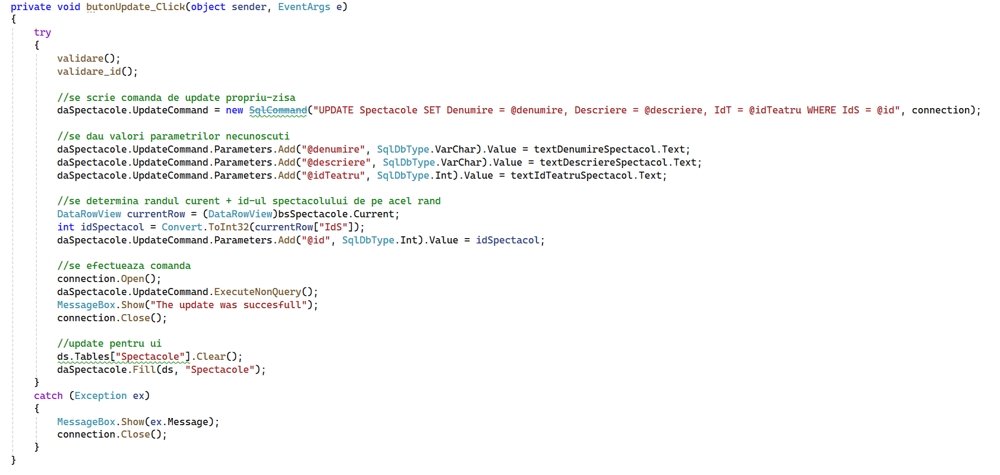 private void butonUpdate_Click(object sender, EventArgs e)
{
try
{
validare();
validare_id();
//se scrie comanda de update propriu-zisa
daSpectacole.UpdateCommand = new SqlCommand("UPDATE Spectacole SET Denumire = @denumire, Descriere = @descriere, IdT = @idTeatru WHERE IdS = @id", connection);
//se dau valori parametrilor necunoscuti
daSpectacole.UpdateCommand.Parameters.Add("@denumire", SqlDbType.VarChar).Value = textDenumireSpectacol.Text;
daSpectacole.UpdateCommand.Parameters.Add("@descriere", SqlDbType.VarChar).Value = textDescriereSpectacol.Text;
daSpectacole.UpdateCommand.Parameters.Add("@idTeatru", SqlDbType.Int).Value = textIdTeatruSpectacol.Text;
//se determina randul curent + id-ul spectacolului de pe acel rand
DataRowView currentRow = (DataRowView)bsSpectacole.Current;
int idSpectacol = Convert.ToInt32(currentRow["IdS"]);
daSpectacole.UpdateCommand.Parameters.Add("@id", SqlDbType.Int).Value = idSpectacol;
//se efectueaza comanda
connection.Open();
daSpectacole.UpdateCommand.ExecuteNonQuery();
MessageBox.Show("The update was succesfull");
connection.Close();
//update pentru ui
ds.Tables["Spectacole"].Clear();
daSpectacole.Fill(ds, "Spectacole");
}
catch (Exception ex)
{
MessageBox.Show(ex.Message);
connection.Close();
}
}